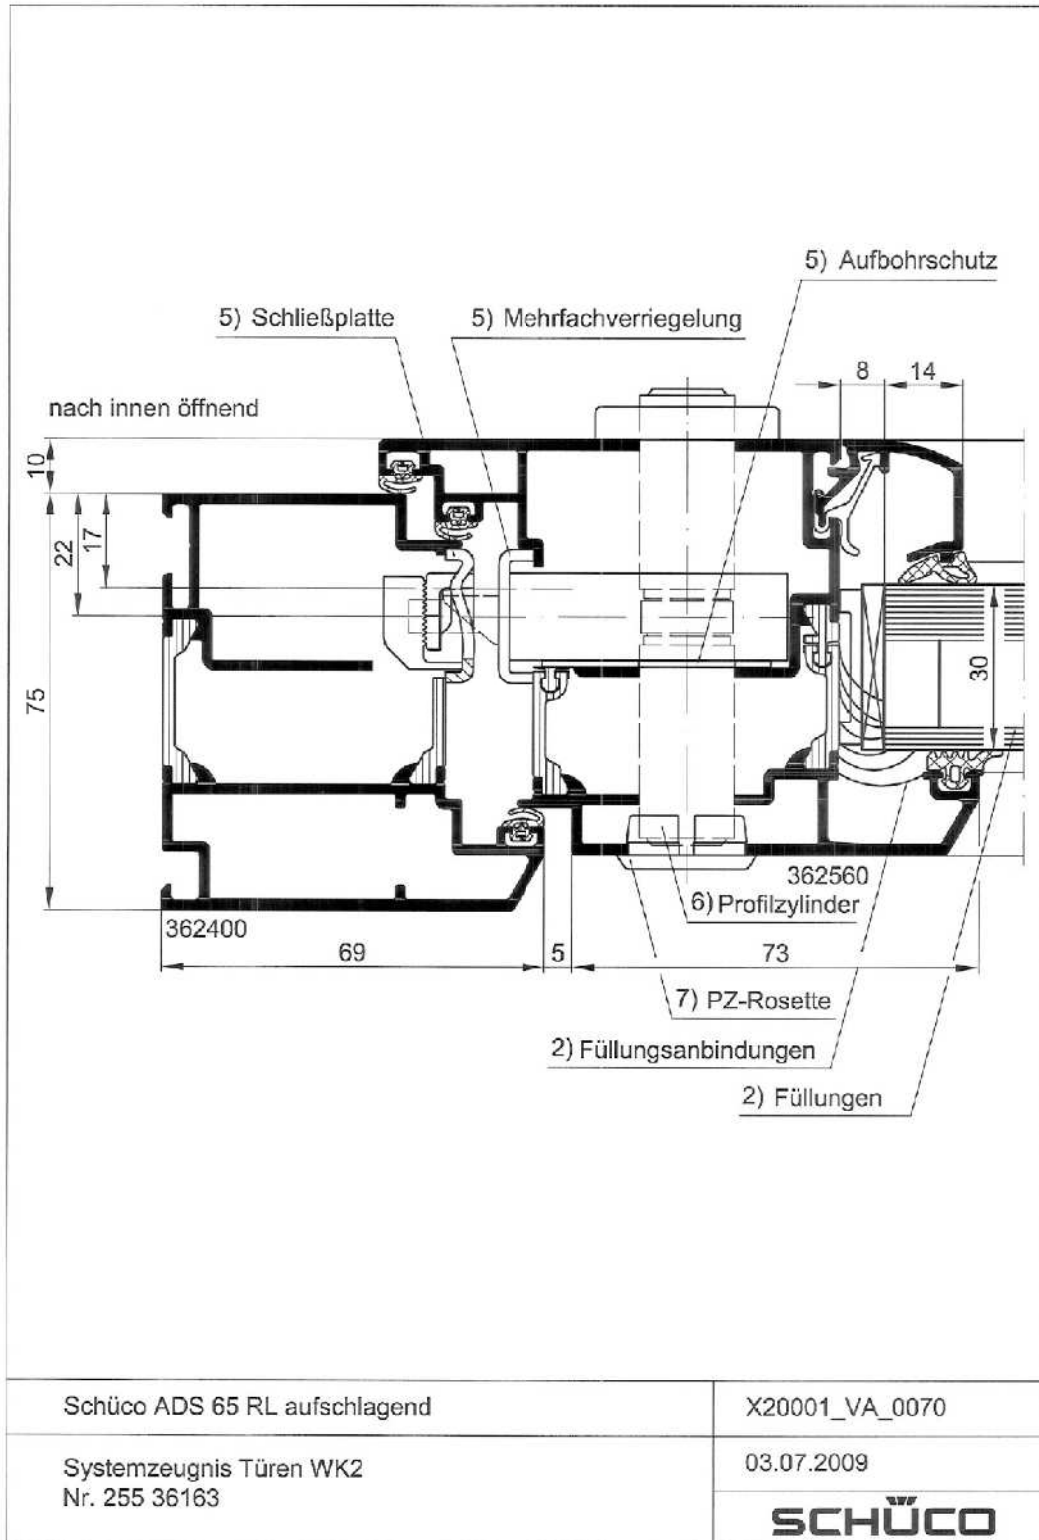 5) Aufbohrschutz
5) Schließplatte
5) Mehrfachverriegelung
8
14
nach innen öffnend
10
22
17
75
30
362560
6) Profilzylinder
362400
69
5
73
7) PZ-Rosette
2) Füllungsanbindungen
2) Füllungen
Schüco ADS 65 RL aufschlagend
X20001_VA_0070
Systemzeugnis Türen WK2
Nr. 255 36163
03.07.2009
SCHÜCO